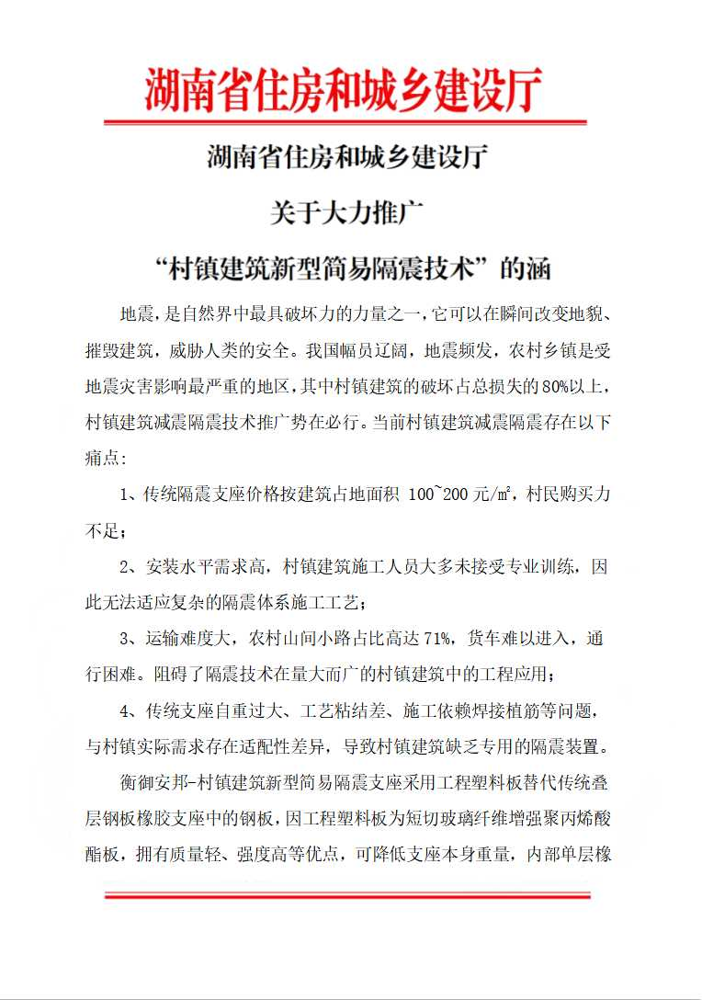 湖南省住房和城乡建设厅
湖南省住房和城乡建设厅
关于大力推广
“村镇建筑新型简易隔震技术”的涵
地震，是自然界中最具破坏力的力量之一，它可以在瞬间改变地貌、
摧毁建筑，威胁人类的安全。我国幅员辽阔，地震频发，农村乡镇是受
地震灾害影响最严重的地区，其中村镇建筑的破坏占总损失的80%以上，
村镇建筑减震隔震技术推广势在必行。当前村镇建筑减震隔震存在以下
痛点：
1、传统隔震支座价格按建筑占地面积 100~200元/㎡，村民购买力
不足；
2、安装水平需求高，村镇建筑施工人员大多未接受专业训练，因
此无法适应复杂的隔震体系施工工艺；
3、运输难度大，农村山间小路占比高达71%，货车难以进入，通
行困难。阻碍了隔震技术在量大而广的村镇建筑中的工程应用；
4、传统支座自重过大、工艺粘结差、施工依赖焊接植筋等问题，
与村镇实际需求存在适配性差异，导致村镇建筑缺乏专用的隔震装置。
衡御安邦-村镇建筑新型简易隔震支座采用工程塑料板替代传统叠
层钢板橡胶支座中的钢板，因工程塑料板为短切玻璃纤维增强聚丙烯酸
酯板，拥有质量轻、强度高等优点，可降低支座本身重量，内部单层橡